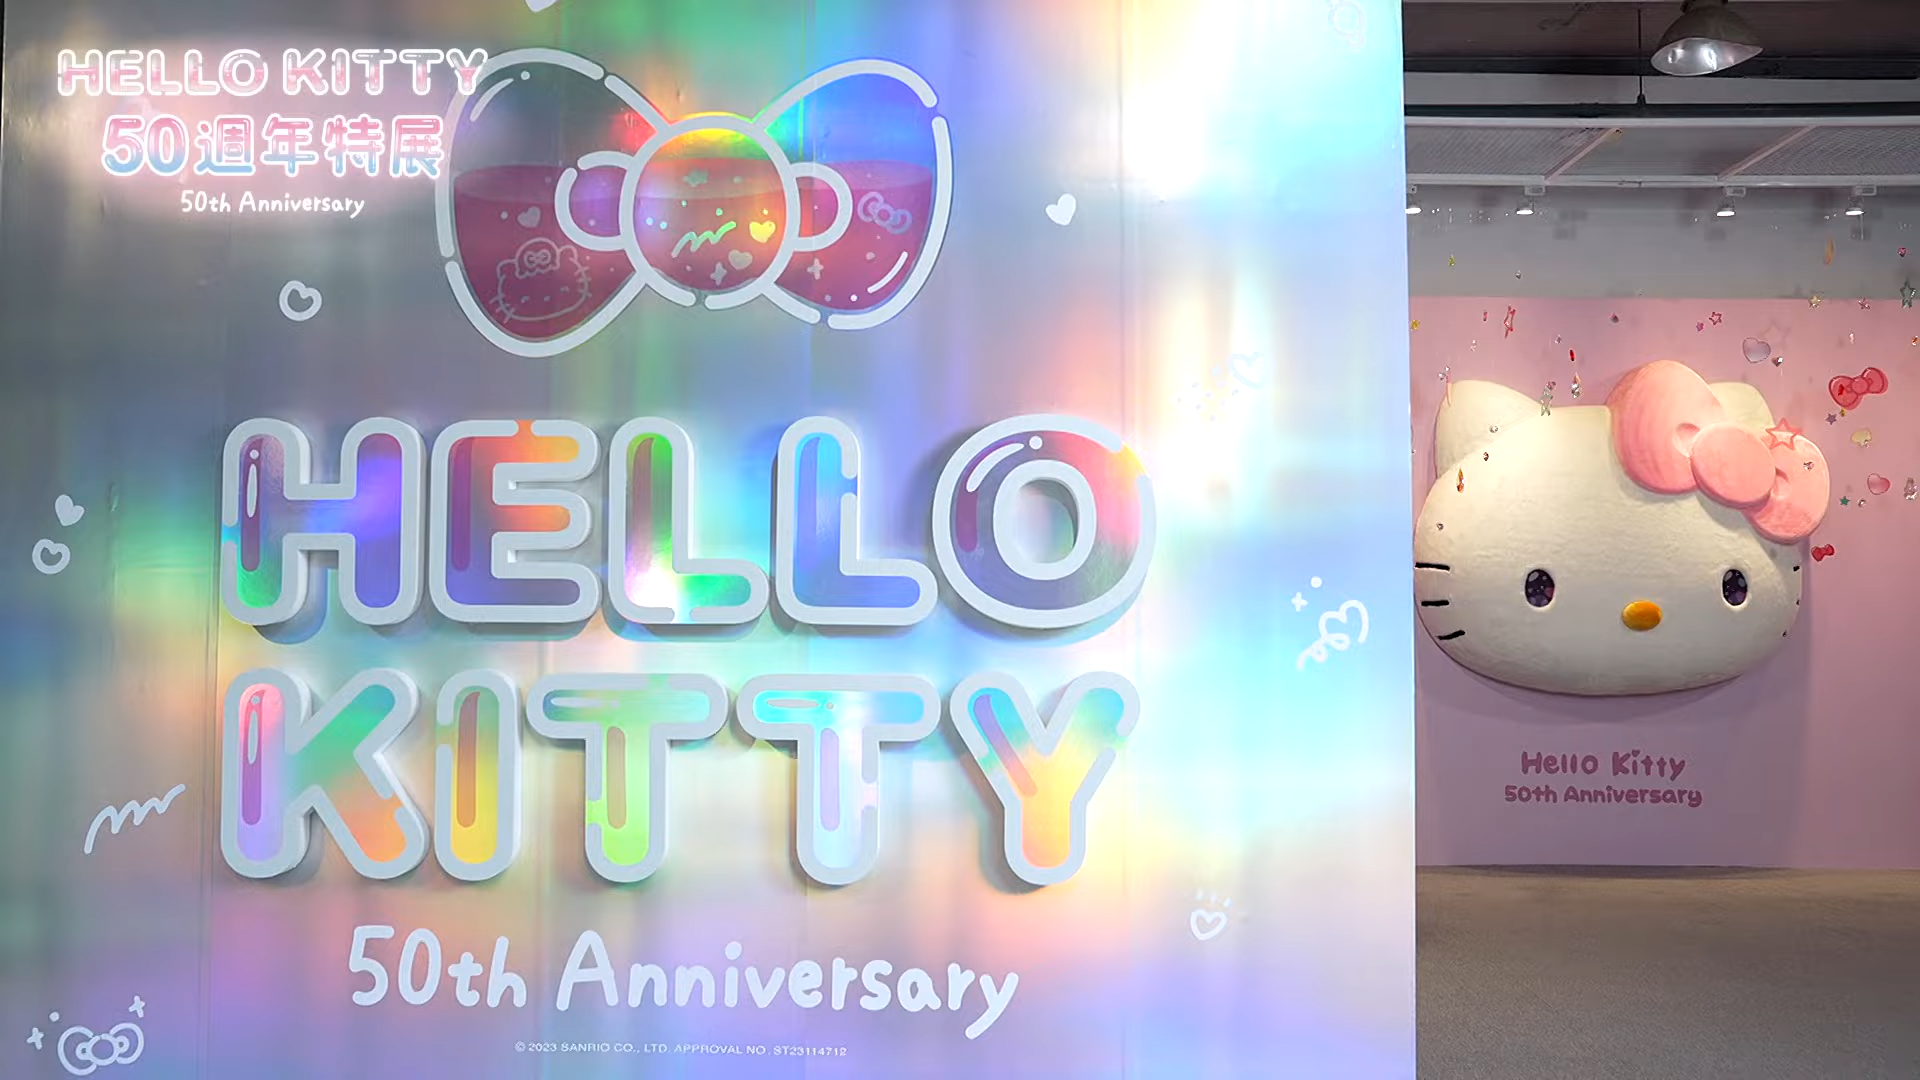 HELLO KITTY
50週年特展
50th Anniversary
HELLO
KITTY
50th Anniversary
© 2023 SANRIO CO., LTD. APPROVAL NO. ST23114712
Hello Kitty
50th Anniversary